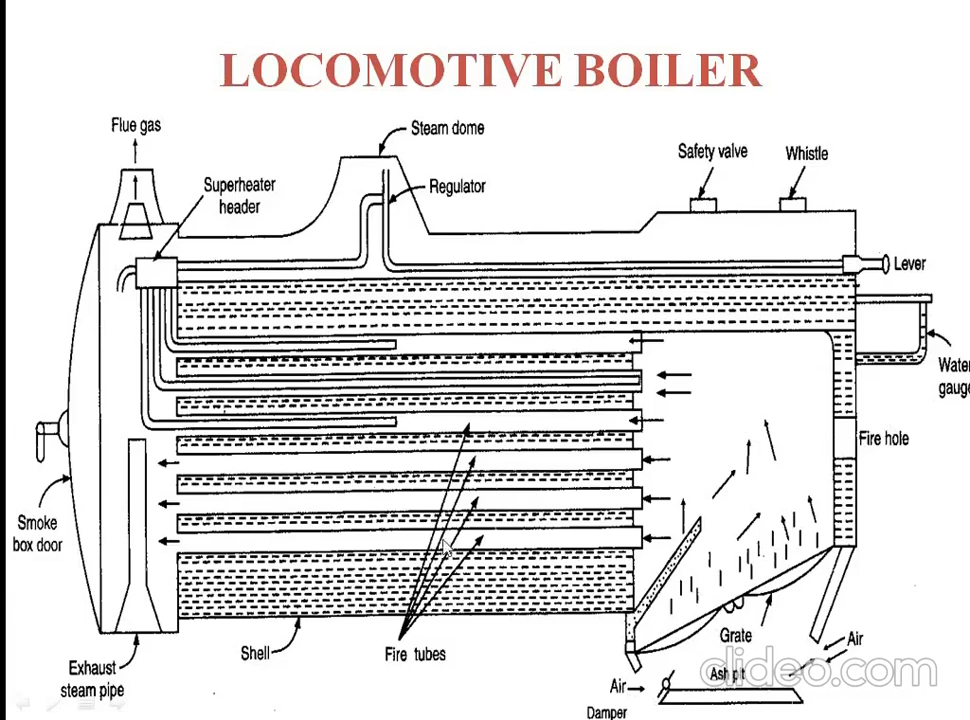 LOCOMOTIVE BOILER
Flue gas
Steam dome
Safety valve
Whistle
Superheater
header
Regulator
Lever
Water
gauge
Fire hole
Smoke
box door
Exhaust
steam pipe
Shell
Fire tubes
Grate
Air
Ash pit
Air
Damper
clideo.com